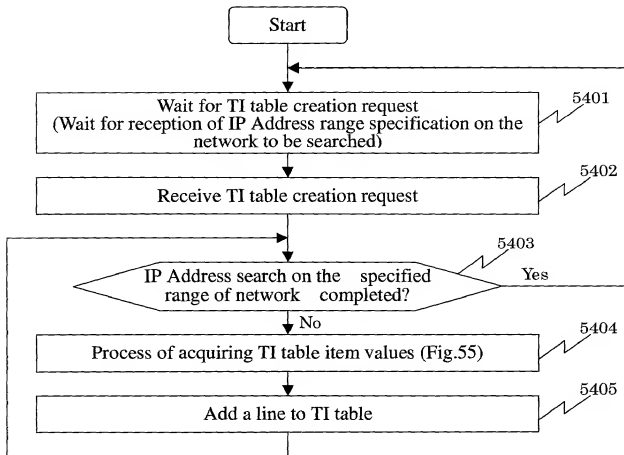 Start
Wait for TI table creation request
(Wait for reception of IP Address range specification on the
network to be searched)
5401
5402
Receive TI table creation request
5403
IP Address search on the specified
range of network completed?
Yes
No
5404
Process of acquiring TI table item values (Fig.55)
5405
Add a line to TI table